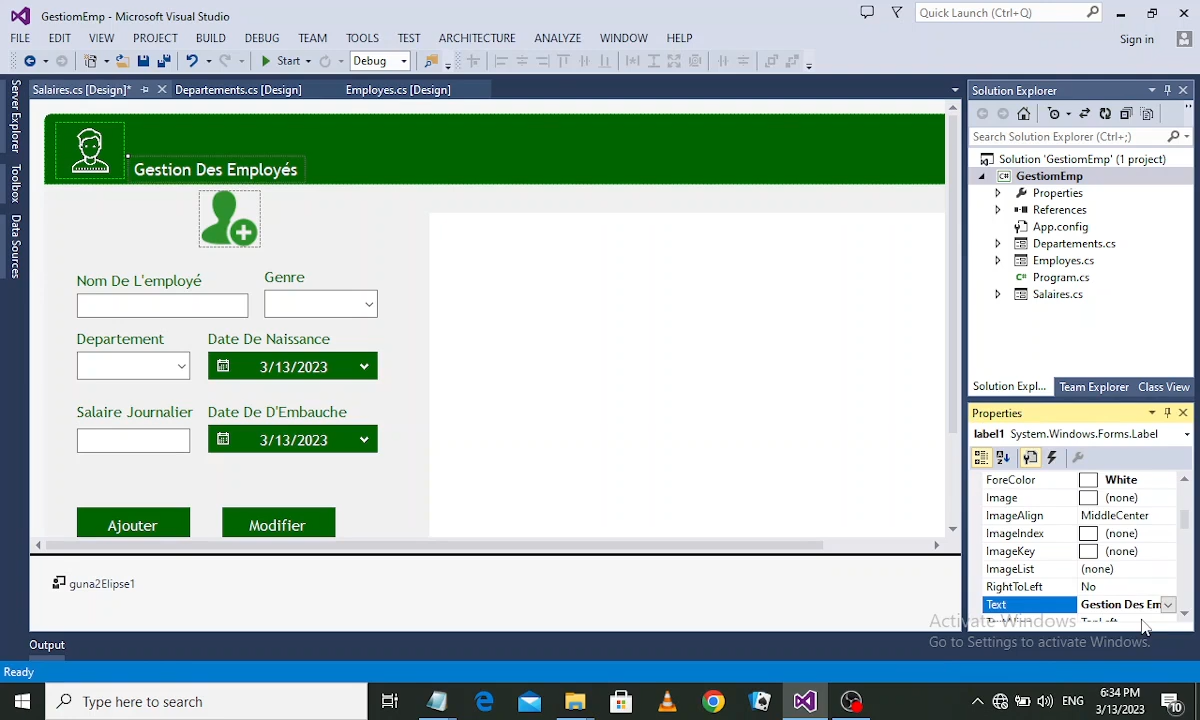 GestiomEmp - Microsoft Visual Studio
Quick Launch (Ctrl+Q)
FILE EDIT VIEW PROJECT BUILD DEBUG TEAM TOOLS TEST ARCHITECTURE ANALYZE WINDOW HELP
Sign in
Start
Debug
Salaires.cs [Design]*
Departements.cs [Design]
Employes.cs [Design]
Server Explorer
Toolbox
Data Sources
Gestion Des Employés
Nom De L'employé
Genre
Departement
Date De Naissance
3/13/2023
Salaire Journalier
Date De D'Embauche
3/13/2023
Ajouter
Modifier
guna2Elipse1
Solution Explorer
Search Solution Explorer (Ctrl+;)
Solution 'GestiomEmp' (1 project)
C# GestiomEmp
Properties
References
App.config
Departements.cs
Employes.cs
C# Program.cs
Salaires.cs
Solution Expl...
Team Explorer
Class View
Properties
label1 System.Windows.Forms.Label
ForeColor White
Image (none)
ImageAlign MiddleCenter
ImageIndex (none)
ImageKey (none)
ImageList (none)
RightToLeft No
Text Gestion Des Em
Activate Windows
Go to Settings to activate Windows.
Output
Ready
Type here to search
ENG
6:34 PM
3/13/2023
10